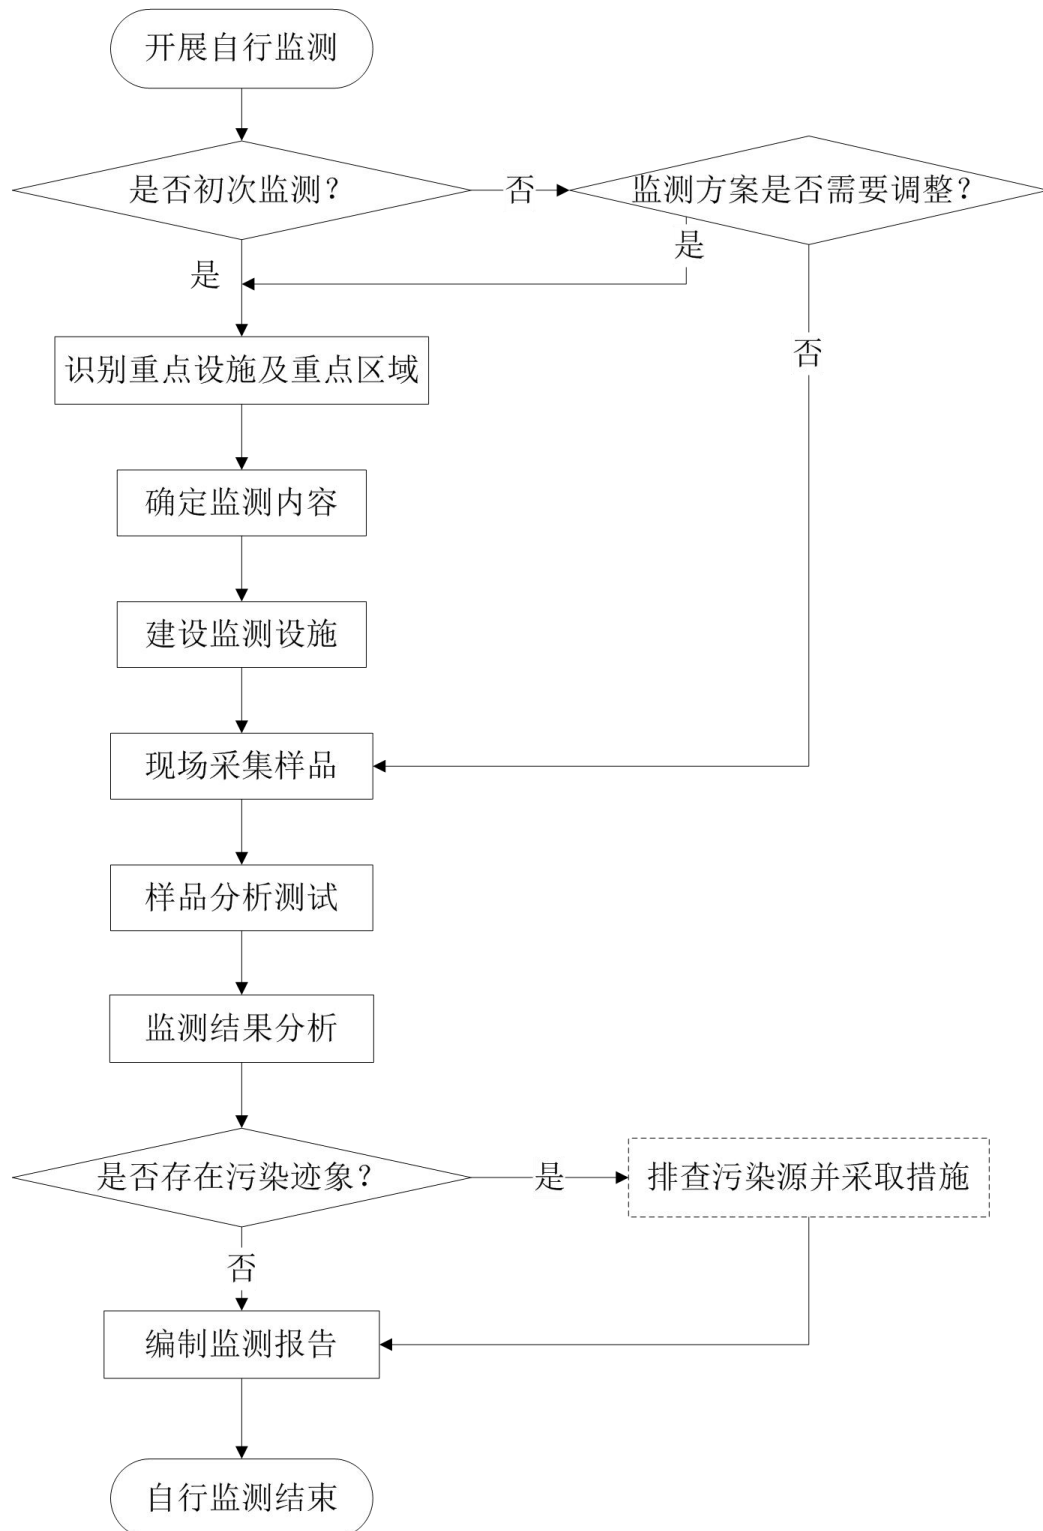 开展自行监测
是否初次监测？
否
监测方案是否需要调整？
是
是
识别重点设施及重点区域
否
确定监测内容
建设监测设施
现场采集样品
样品分析测试
监测结果分析
是否存在污染迹象？
是
排查污染源并采取措施
否
编制监测报告
自行监测结束